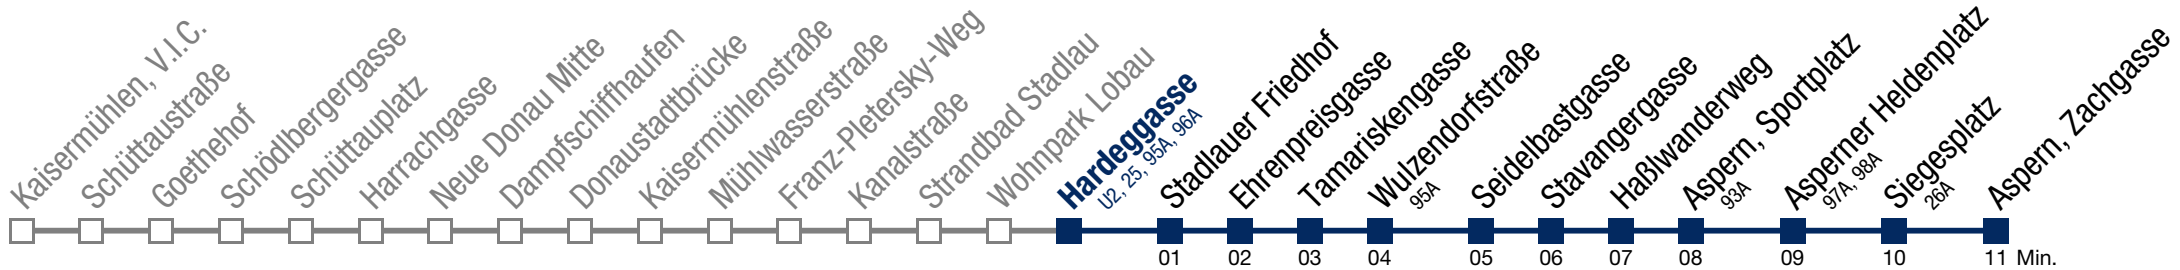 Kaisermühlen, V.I.C.
Schüttaustraße
Goethehof
Schödlbergergasse
Schüttauplatz
Harrachgasse
Neue Donau Mitte
Dampfschiffhaufen
Donaustadtbrücke
Kaisermühlenstraße
Mühlwasserstraße
Franz-Pletersky-Weg
Kanalstraße
Strandbad Stadlau
Wohnpark Lobau
Hardeggasse
U2, 25, 95A, 96A
Stadlauer Friedhof
Ehrenpreisgasse
Tamariskengasse
Wulzendorfstraße
95A
Seidelbastgasse
Stavangergasse
Haßlwanderweg
Aspern, Sportplatz
93A
Asperner Heldenplatz
97A, 98A
Siegesplatz
26A
Aspern, Zachgasse
01 02 03 04 05 06 07 08 09 10 11 Min.